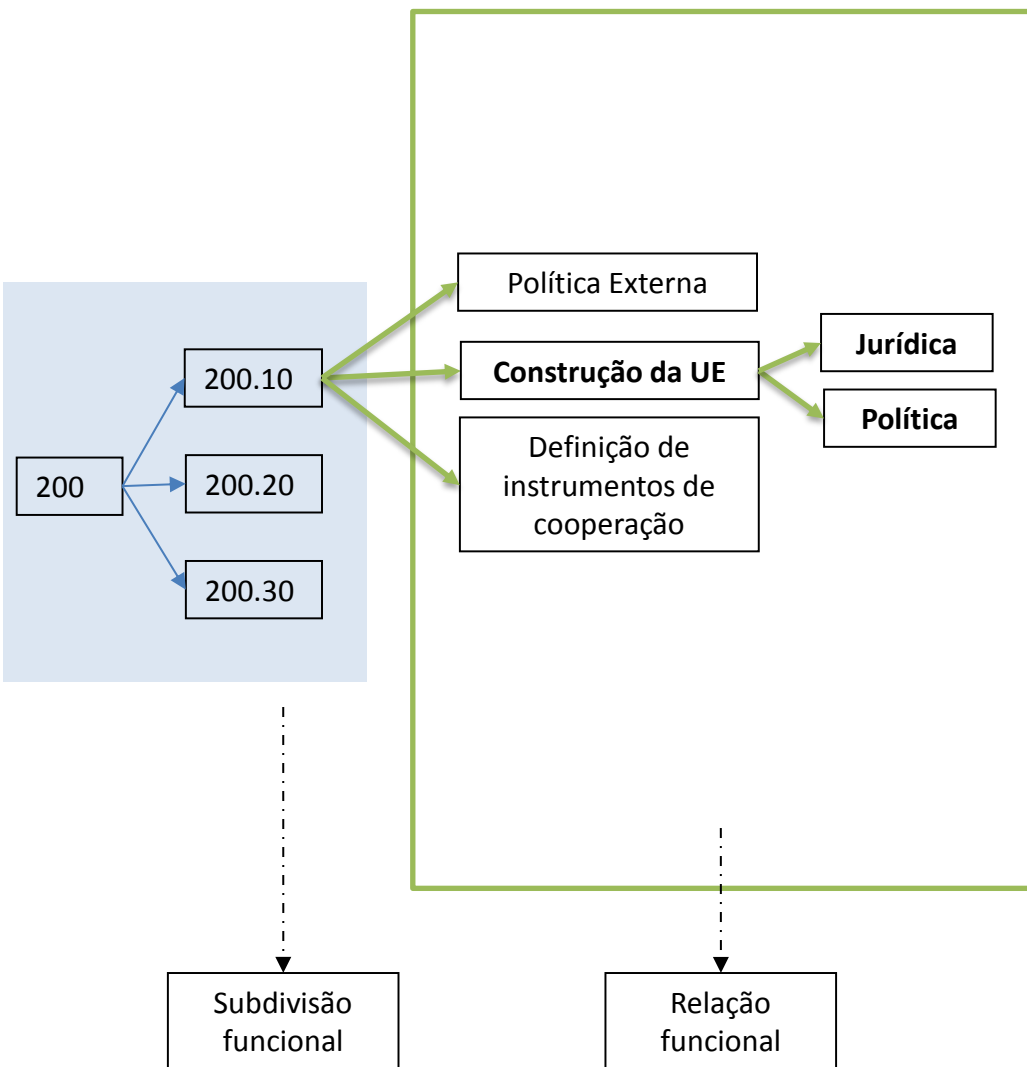 Política Externa
Jurídica
200.10
Construção da UE
Política
Definição de
instrumentos de
cooperação
200
200.20
200.30
Subdivisão
funcional
Relação
funcional